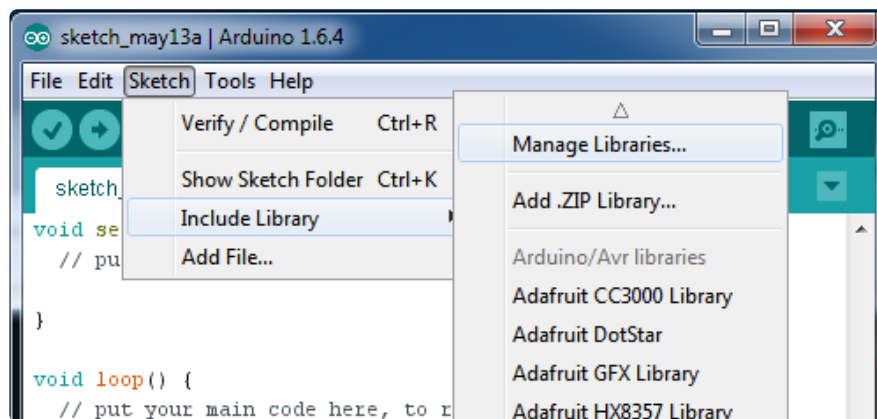 sketch_may13a | Arduino 1.6.4
File Edit Sketch Tools Help
Verify / Compile Ctrl+R
Show Sketch Folder Ctrl+K
Include Library
Add File...
Manage Libraries...
Add .ZIP Library...
Arduino/Avr libraries
Adafruit CC3000 Library
Adafruit DotStar
Adafruit GFX Library
Adafruit HX8357 Library
sketch_
void se
// pu
}
void loop() {
// put your main code here, to r